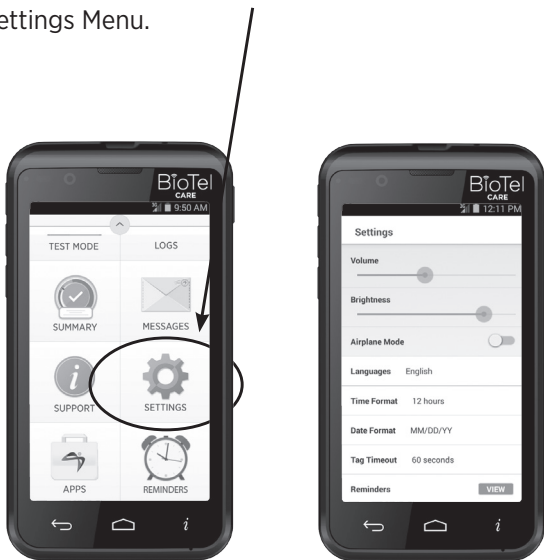 ettings Menu.
BioTel
CARE
9:50 AM
TEST MODE LOGS
SUMMARY MESSAGES
SUPPORT SETTINGS
APPS REMINDERS
BioTel
CARE
12:11 PM
Settings
Volume
Brightness
Airplane Mode
Languages English
Time Format 12 hours
Date Format MM/DD/YY
Tag Timeout 60 seconds
Reminders VIEW